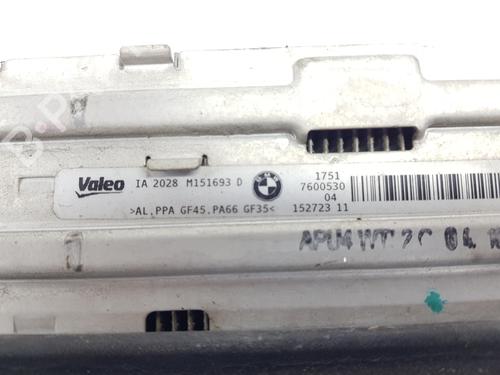 Valeo IA 2028 M151693 D 1751
7600530
04
>AL.PPA GF45.PA66 GF35< 152723 11